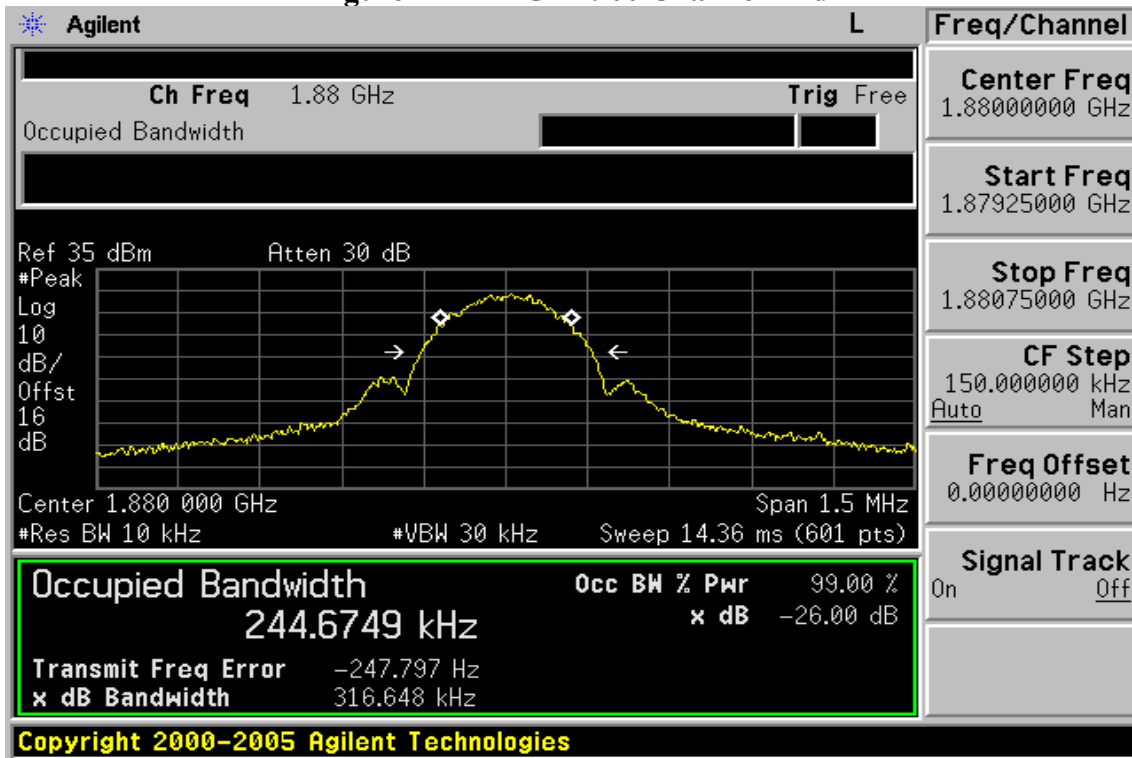 Agilent L
Ch Freq 1.88 GHz Trig Free
Occupied Bandwidth
Ref 35 dBm Atten 30 dB
#Peak
Log
10
dB/
Offst
16
dB
Center 1.880 000 GHz Span 1.5 MHz
#Res BW 10 kHz #VBW 30 kHz Sweep 14.36 ms (601 pts)
Occupied Bandwidth
244.6749 kHz
Occ BW % Pwr 99.00 %
x dB -26.00 dB
Transmit Freq Error -247.797 Hz
x dB Bandwidth 316.648 kHz
Copyright 2000-2005 Agilent Technologies
Freq/Channel
Center Freq
1.88000000 GHz
Start Freq
1.87925000 GHz
Stop Freq
1.88075000 GHz
CF Step
150.000000 kHz
Auto Man
Freq Offset
0.00000000 Hz
Signal Track
On Off